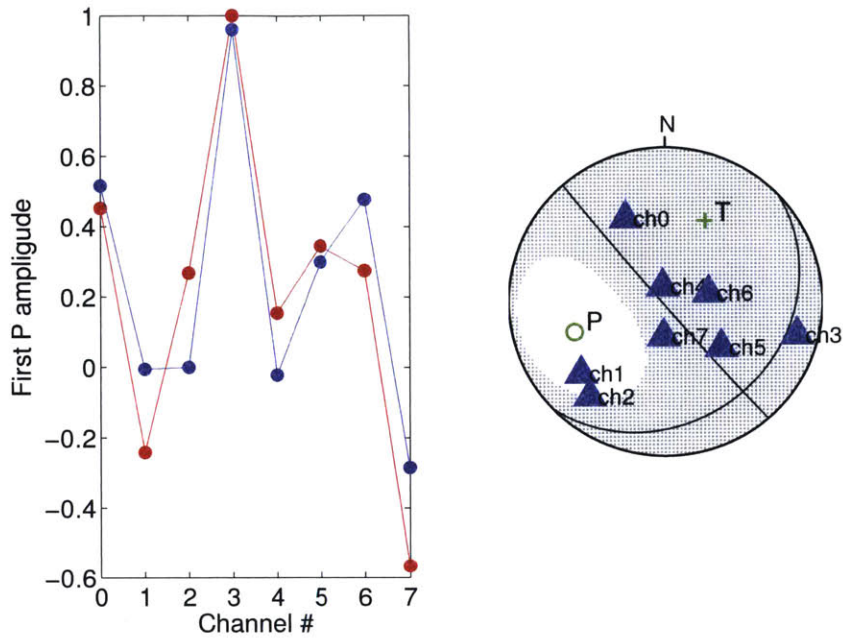 First P ampligude
1
0.8
0.6
0.4
0.2
0
−0.2
−0.4
−0.6
0 1 2 3 4 5 6 7
Channel #
N
ch0
T
ch4
ch6
P
ch7
ch5
ch3
ch1
ch2